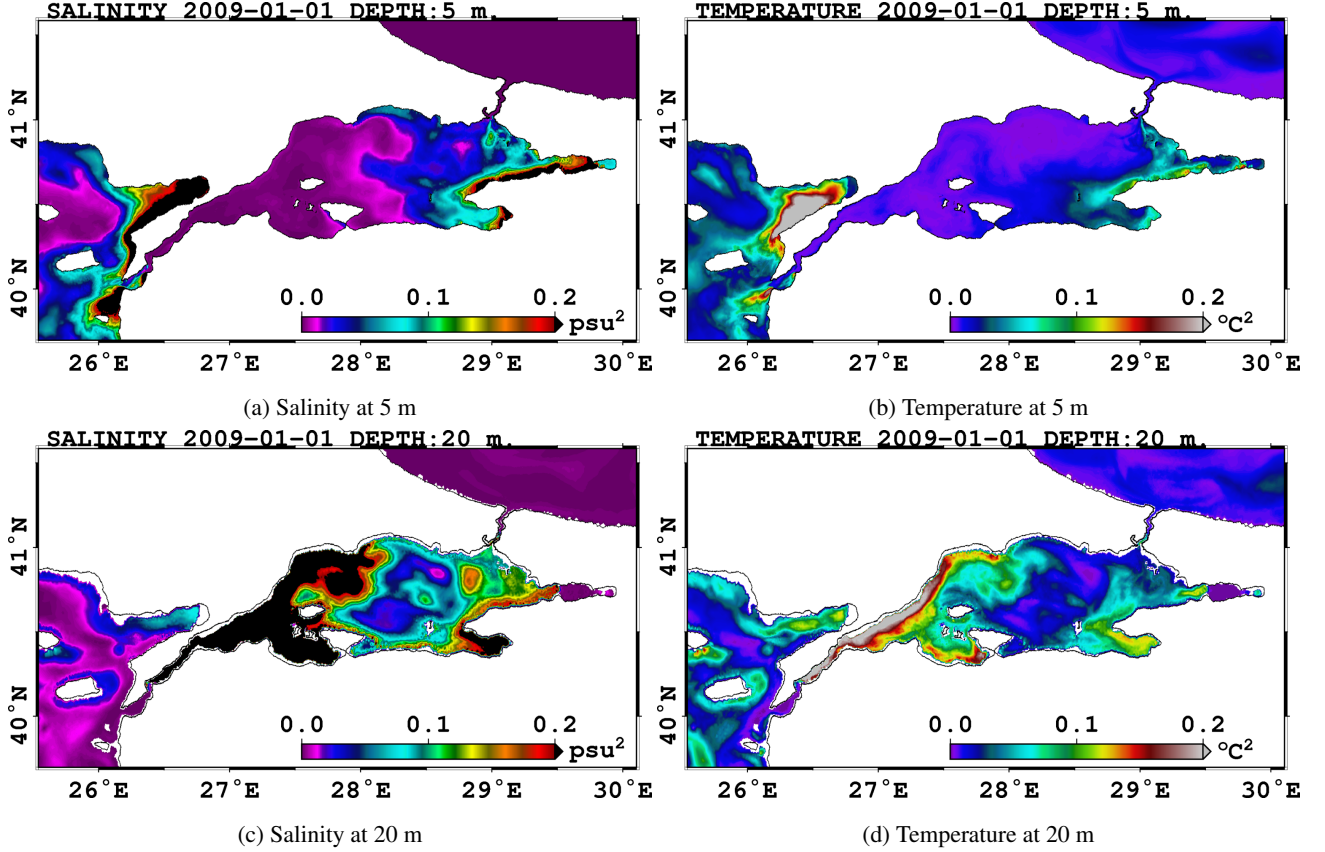 SALINITY 2009-01-01 DEPTH:5 m.
41°N
40°N
0.0 0.1 0.2
psu²
26°E 27°E 28°E 29°E 30°E
(a) Salinity at 5 m
TEMPERATURE 2009-01-01 DEPTH:5 m.
41°N
40°N
0.0 0.1 0.2
°C²
26°E 27°E 28°E 29°E 30°E
(b) Temperature at 5 m
SALINITY 2009-01-01 DEPTH:20 m.
41°N
40°N
0.0 0.1 0.2
psu²
26°E 27°E 28°E 29°E 30°E
(c) Salinity at 20 m
TEMPERATURE 2009-01-01 DEPTH:20 m.
41°N
40°N
0.0 0.1 0.2
°C²
26°E 27°E 28°E 29°E 30°E
(d) Temperature at 20 m